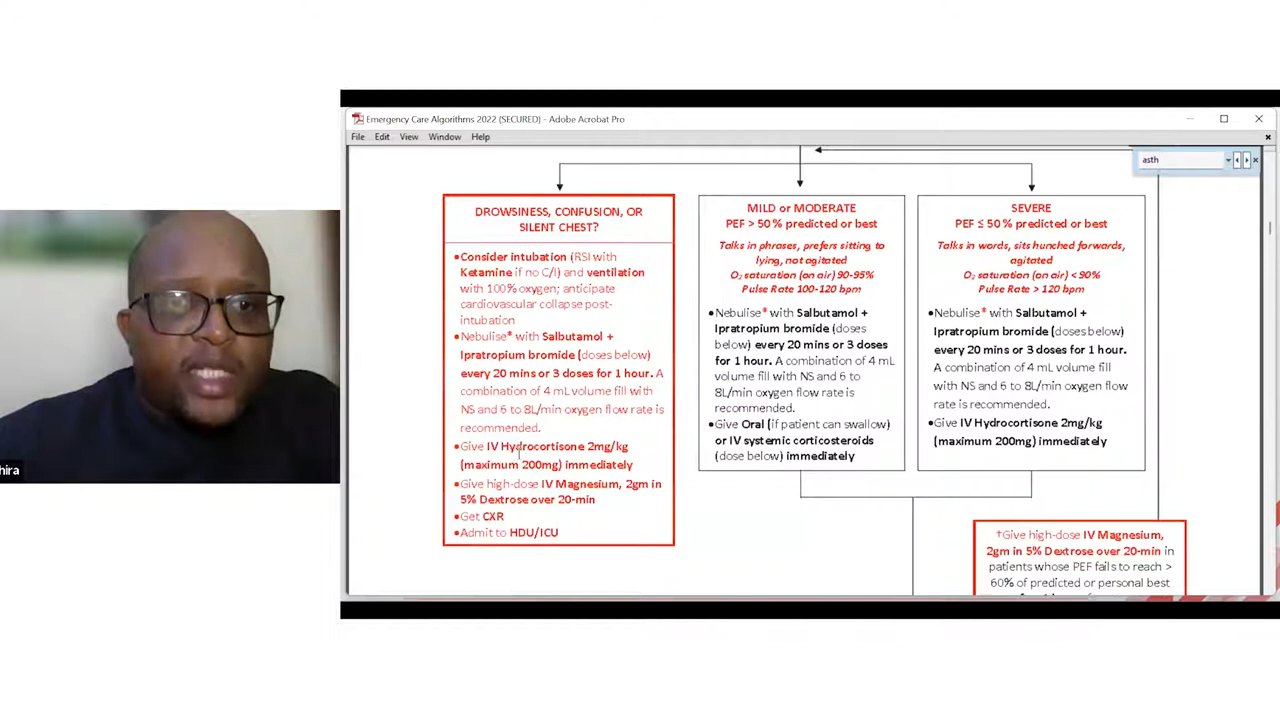 Emergency Care Algorithms 2022 (SECURED) - Adobe Acrobat Pro
File Edit View Window Help
asth
DROWSINESS, CONFUSION, OR
SILENT CHEST?
•Consider intubation (RSI with
Ketamine if no C/I) and ventilation
with 100% oxygen; anticipate
cardiovascular collapse post-
intubation
•Nebulise* with Salbutamol +
Ipratropium bromide (doses below)
every 20 mins or 3 doses for 1 hour. A
combination of 4 mL volume fill with
NS and 6 to 8L/min oxygen flow rate is
recommended.
•Give IV Hydrocortisone 2mg/kg
(maximum 200mg) immediately
•Give high-dose IV Magnesium, 2gm in
5% Dextrose over 20-min
•Get CXR
•Admit to HDU/ICU
MILD or MODERATE
PEF > 50% predicted or best
Talks in phrases, prefers sitting to
lying, not agitated
O₂ saturation (on air) 90-95%
Pulse Rate 100-120 bpm
•Nebulise* with Salbutamol +
Ipratropium bromide (doses
below) every 20 mins or 3 doses
for 1 hour. A combination of 4 mL
volume fill with NS and 6 to
8L/min oxygen flow rate is
recommended.
•Give Oral (if patient can swallow)
or IV systemic corticosteroids
(dose below) immediately
SEVERE
PEF ≤ 50% predicted or best
Talks in words, sits hunched forwards,
agitated
O₂ saturation (on air) < 90%
Pulse Rate > 120 bpm
•Nebulise* with Salbutamol +
Ipratropium bromide (doses below)
every 20 mins or 3 doses for 1 hour.
A combination of 4 mL volume fill
with NS and 6 to 8L/min oxygen flow
rate is recommended.
•Give IV Hydrocortisone 2mg/kg
(maximum 200mg) immediately
†Give high-dose IV Magnesium,
2gm in 5% Dextrose over 20-min in
patients whose PEF fails to reach >
60% of predicted or personal best
hira